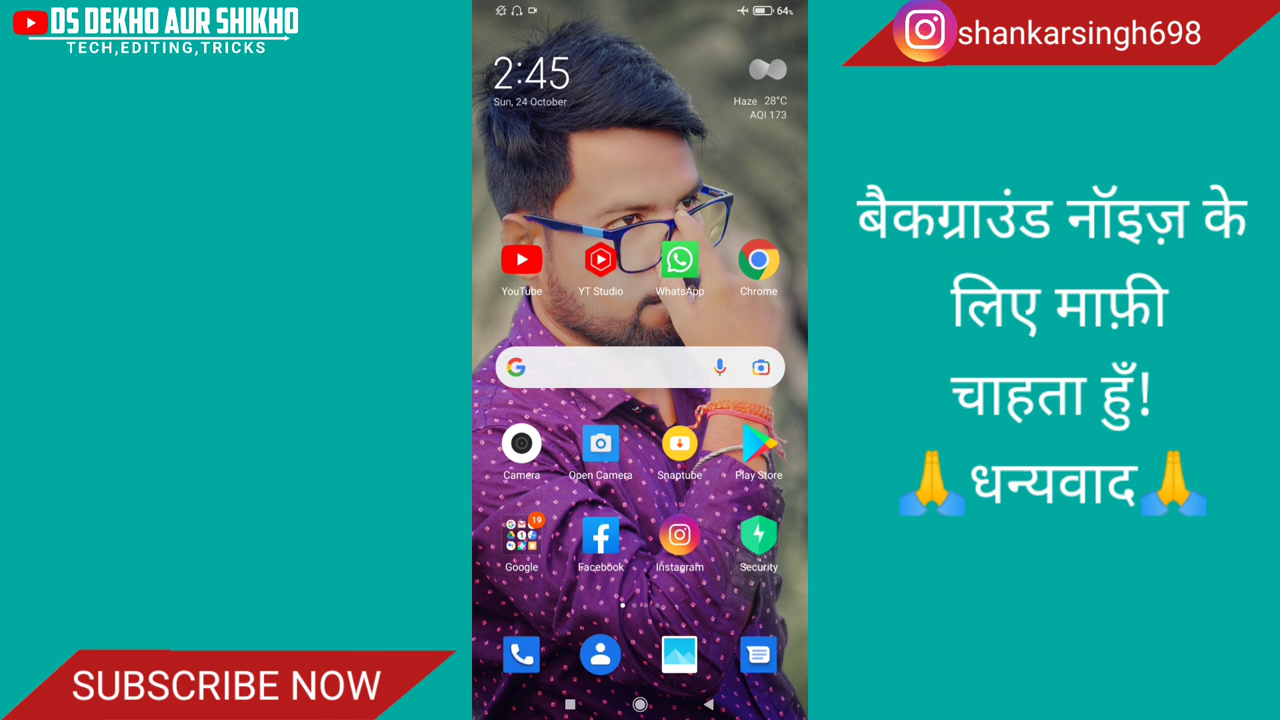 DS DEKHO AUR SHIKHO
TECH,EDITING,TRICKS
shankarsingh698
64%
2:45
Sun, 24 October
Haze 28°C
AQI 173
YouTube
YT Studio
WhatsApp
Chrome
Camera
Open Camera
Snaptube
Play Store
19
Google
Facebook
Instagram
Security
बैकग्राउंड नॉइज़ के
लिए माफ़ी
चाहता हुँ!
🙏धन्यवाद🙏
SUBSCRIBE NOW